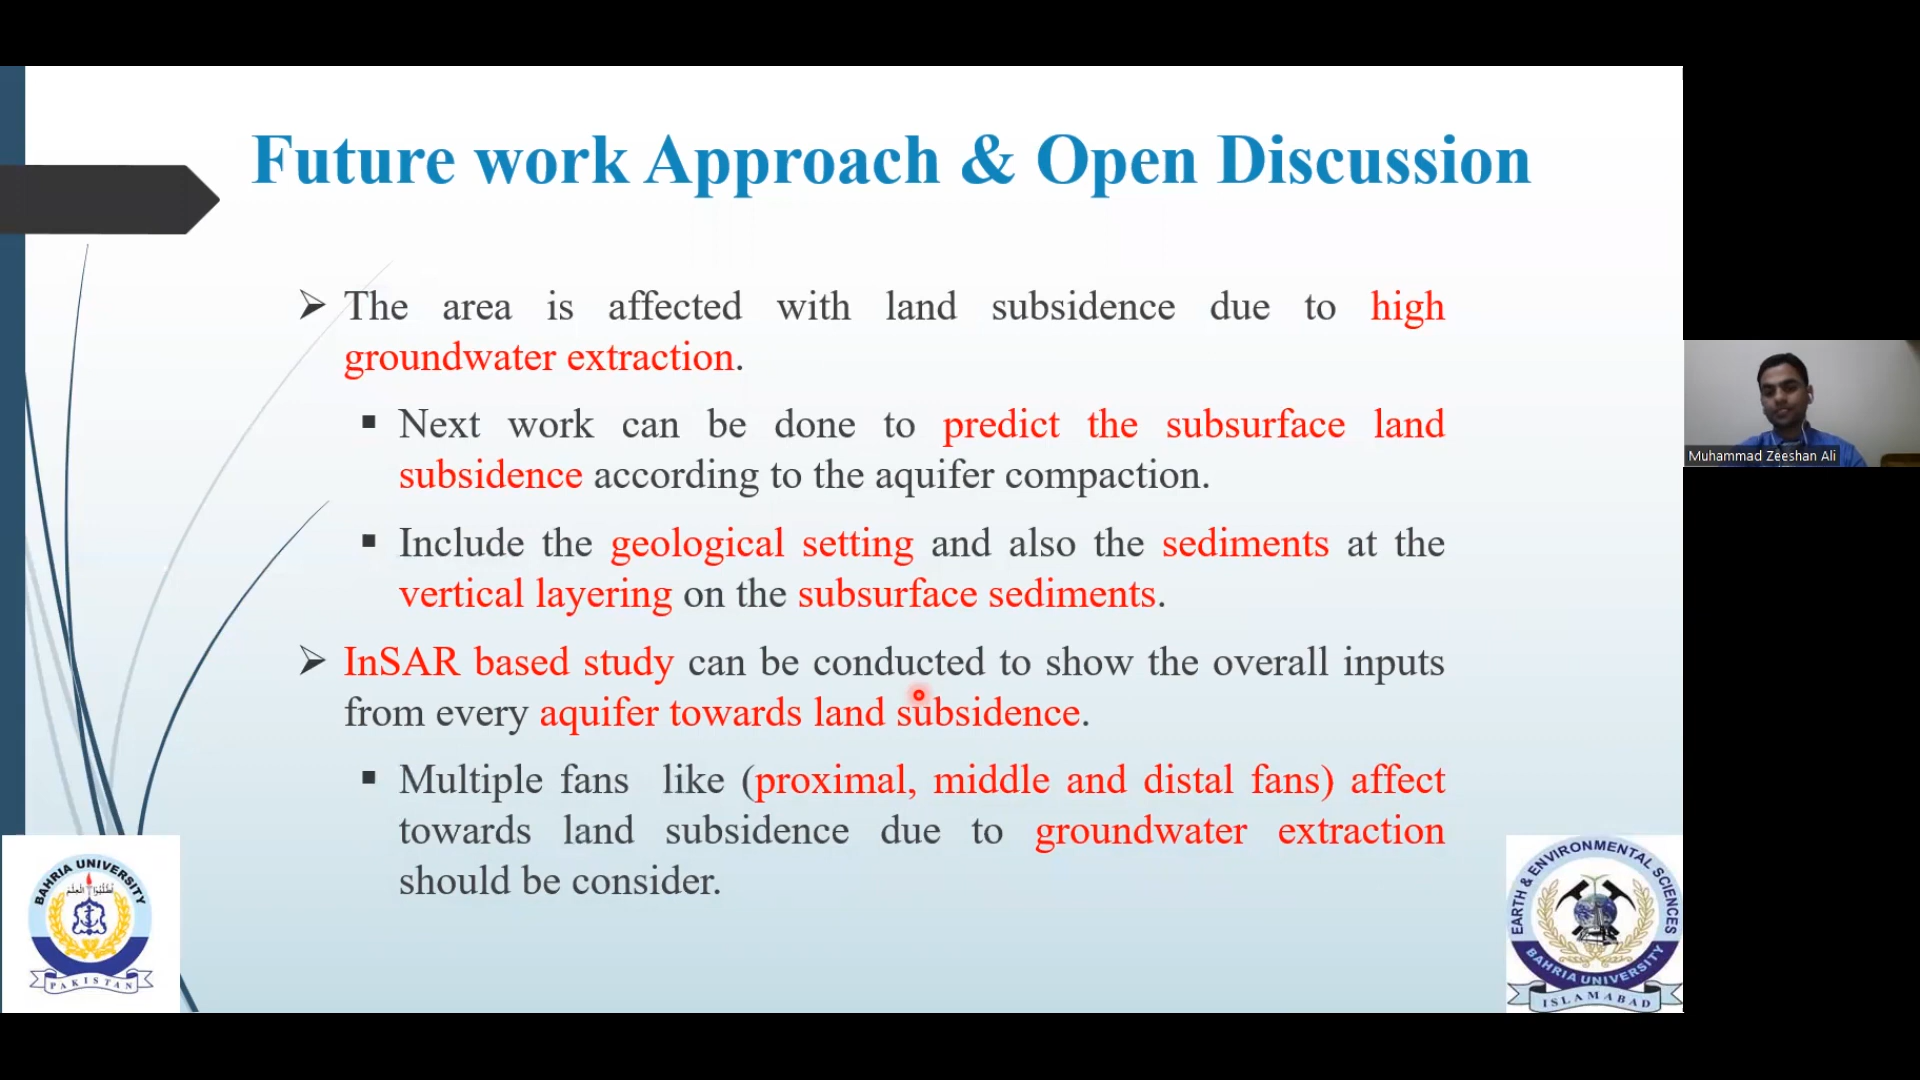 Future work Approach & Open Discussion
➢ The area is affected with land subsidence due to high
groundwater extraction.
▪ Next work can be done to predict the subsurface land
subsidence according to the aquifer compaction.
▪ Include the geological setting and also the sediments at the
vertical layering on the subsurface sediments.
➢ InSAR based study can be conducted to show the overall inputs
from every aquifer towards land subsidence.
▪ Multiple fans like (proximal, middle and distal fans) affect
towards land subsidence due to groundwater extraction
should be consider.
Muhammad Zeeshan Ali
BAHRIA UNIVERSITY
PAKISTAN
EARTH & ENVIRONMENTAL SCIENCES
BAHRIA UNIVERSITY
ISLAMABAD